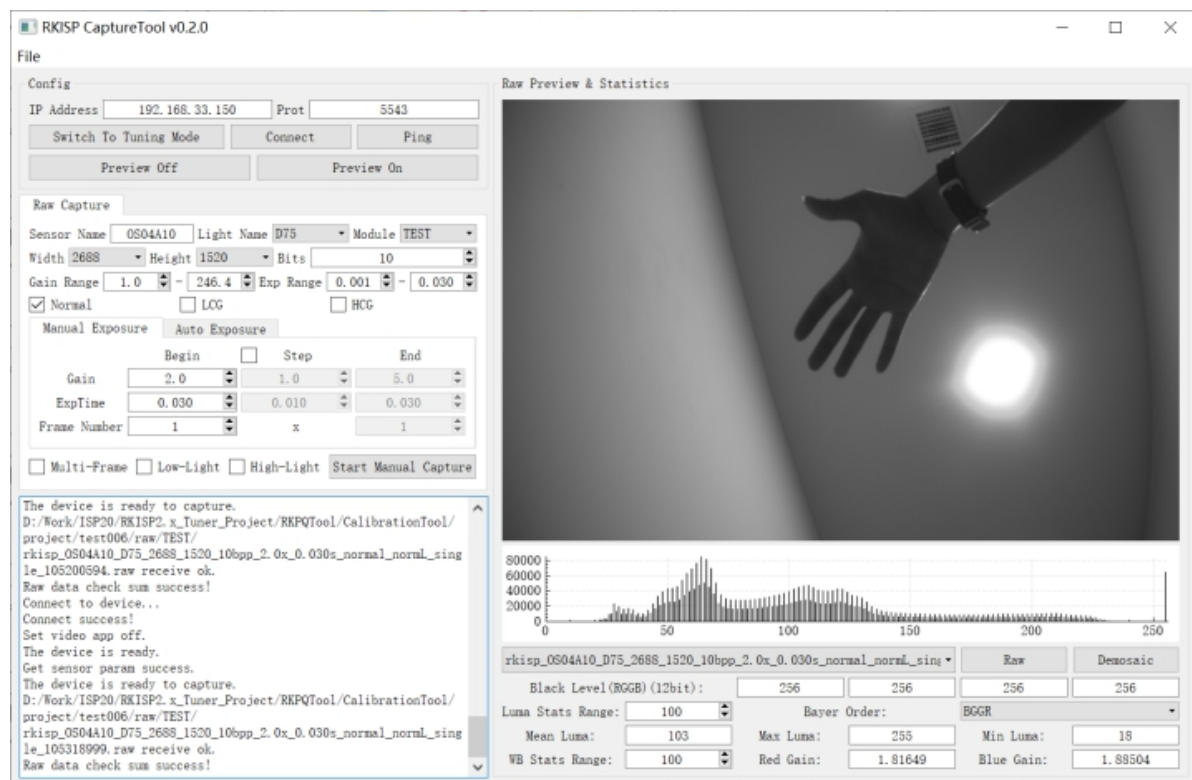 RKISP CaptureTool v0.2.0
File
Config
IP Address 192.168.33.150 Prot 5543
Switch To Tuning Mode Connect Ping
Preview Off Preview On
Raw Capture
Sensor Name OS04A10 Light Name D75 Module TEST
Width 2688 Height 1520 Bits 10
Gain Range 1.0 - 246.4 Exp Range 0.001 - 0.030
Normal LCG HCG
Manual Exposure Auto Exposure
Begin Step End
Gain 2.0 1.0 5.0
ExpTime 0.030 0.010 0.030
Frame Number 1 x 1
Multi-Frame Low-Light High-Light Start Manual Capture
The device is ready to capture.
D:/Work/ISP20/RKISP2.x_Tuner_Project/RKPQTool/CalibrationTool/
project/test006/raw/TEST/
rkisp_OS04A10_D75_2688_1520_10bpp_2.0x_0.030s_normal_normL_sing
le_105200594.raw receive ok.
Raw data check sum success!
Connect to device...
Connect success!
Set video app off.
The device is ready.
Get sensor param success.
The device is ready to capture.
D:/Work/ISP20/RKISP2.x_Tuner_Project/RKPQTool/CalibrationTool/
project/test006/raw/TEST/
rkisp_OS04A10_D75_2688_1520_10bpp_2.0x_0.030s_normal_normL_sing
le_105318999.raw receive ok.
Raw data check sum success!
Raw Preview & Statistics
80000
60000
40000
20000
0
0 50 100 150 200 250
rkisp_OS04A10_D75_2688_1520_10bpp_2.0x_0.030s_normal_normL_sing Raw Demosaic
Black Level(RGGB)(12bit): 256 256 256 256
Luma Stats Range: 100 Bayer Order: BGGR
Mean Luma: 103 Max Luma: 255 Min Luma: 18
WB Stats Range: 100 Red Gain: 1.81649 Blue Gain: 1.88504